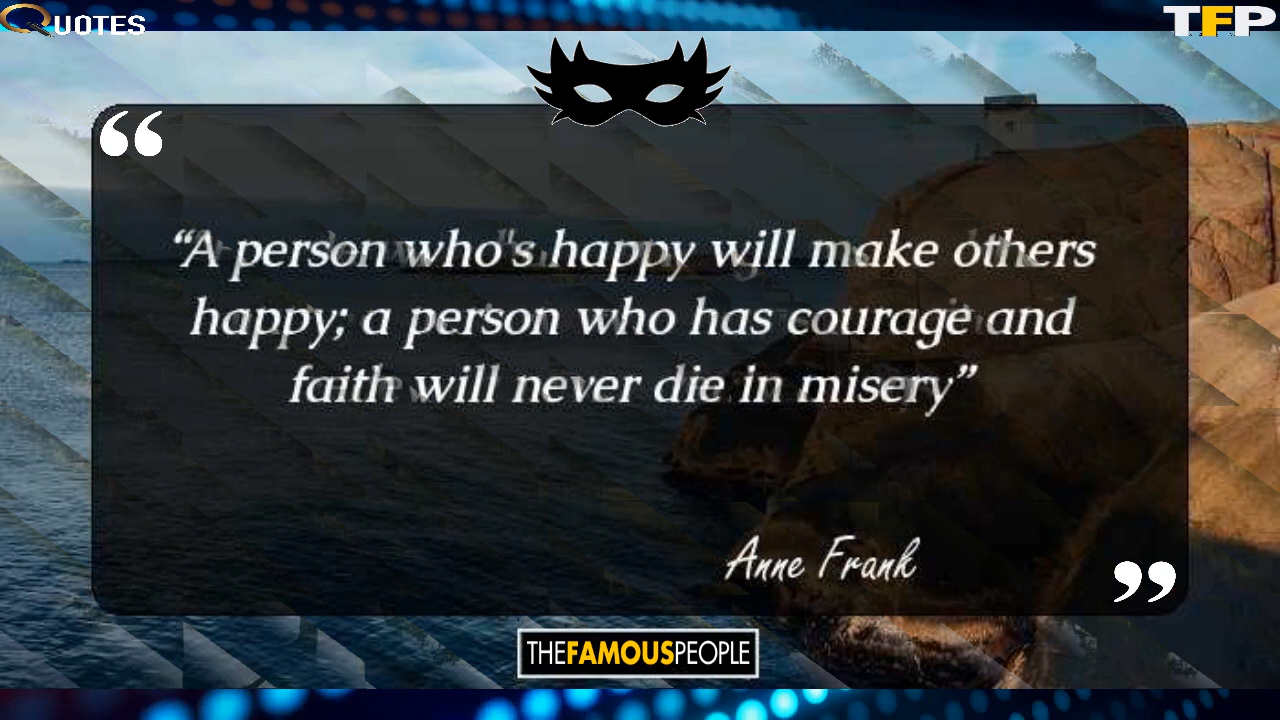 QUOTES
TFP
“A person who's happy will make others
happy; a person who has courage and
faith will never die in misery”
Anne Frank
THEFAMOUSPEOPLE